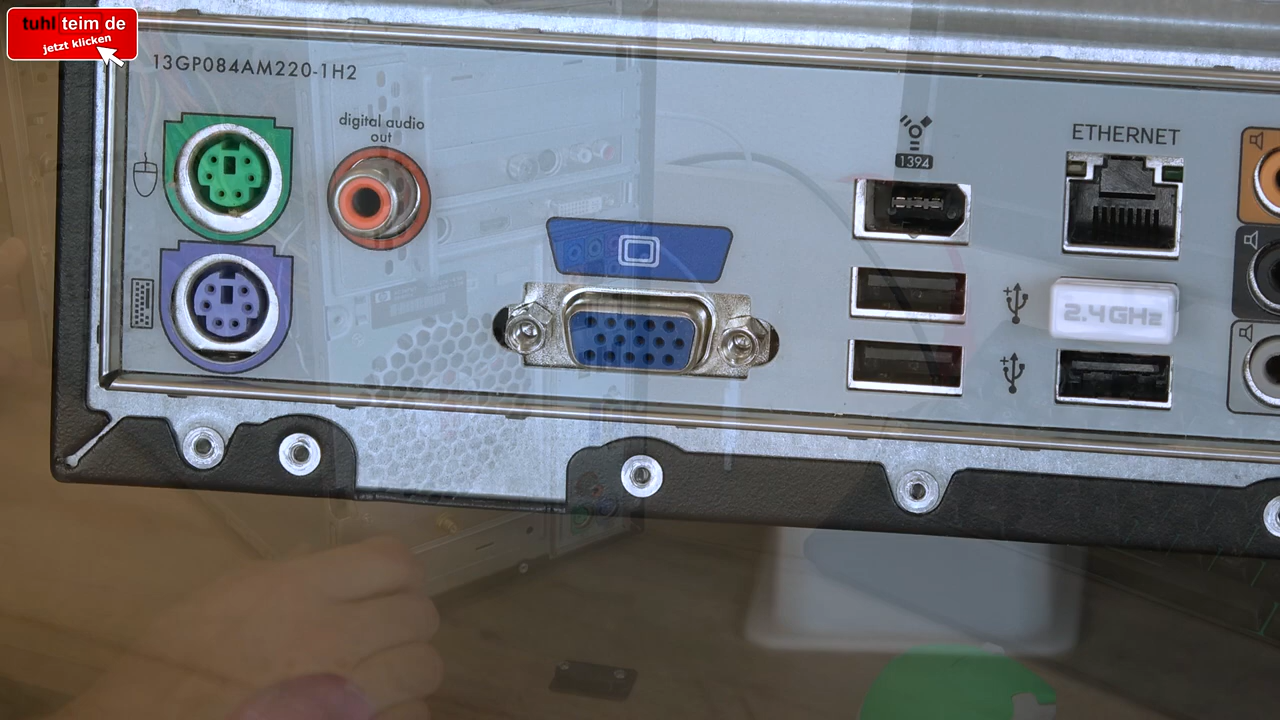 tuhl teim de
jetzt klicken
13GP084AM220-1H2
digital audio
out
1394
ETHERNET
2.4GHz